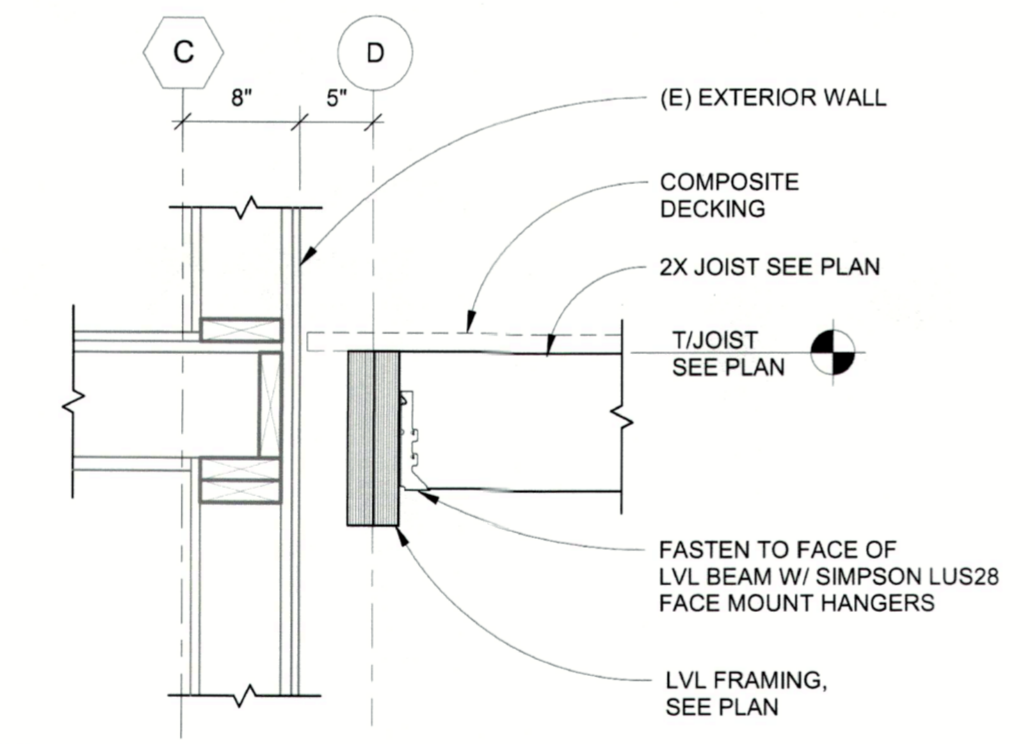 C
D
8"
5"
(E) EXTERIOR WALL
COMPOSITE
DECKING
2X JOIST SEE PLAN
T/JOIST
SEE PLAN
FASTEN TO FACE OF
LVL BEAM W/ SIMPSON LUS28
FACE MOUNT HANGERS
LVL FRAMING,
SEE PLAN